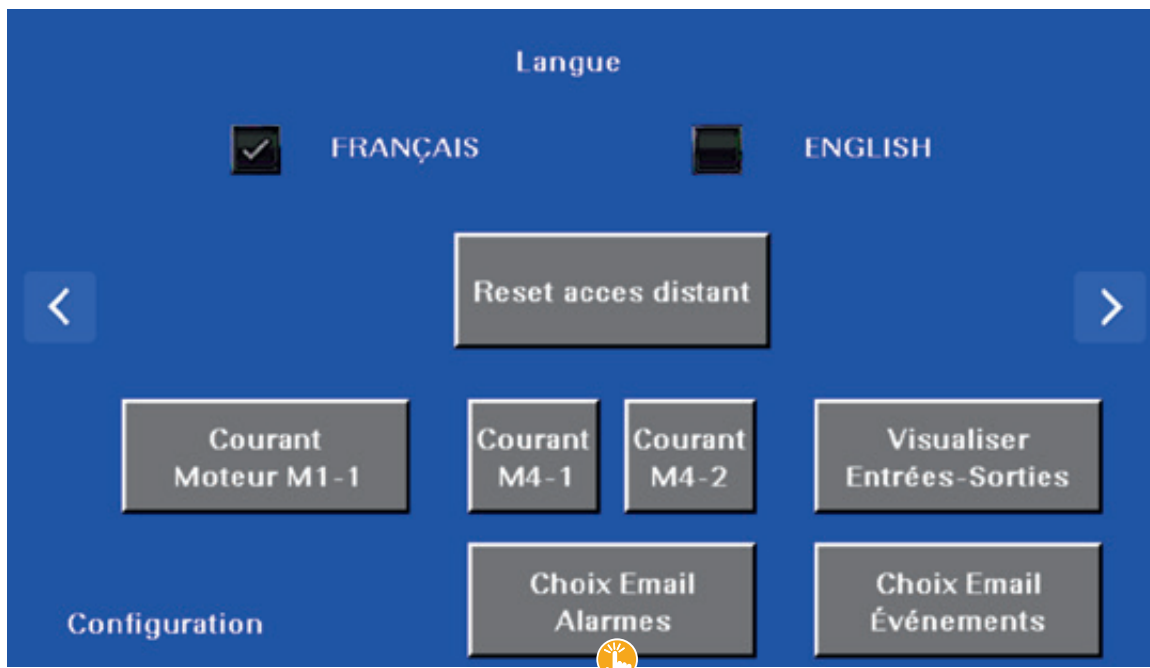 Langue
FRANÇAIS
ENGLISH
Reset acces distant
Courant
Moteur M1-1
Courant
M4-1
Courant
M4-2
Visualiser
Entrées-Sorties
Configuration
Choix Email
Alarmes
Choix Email
Événements